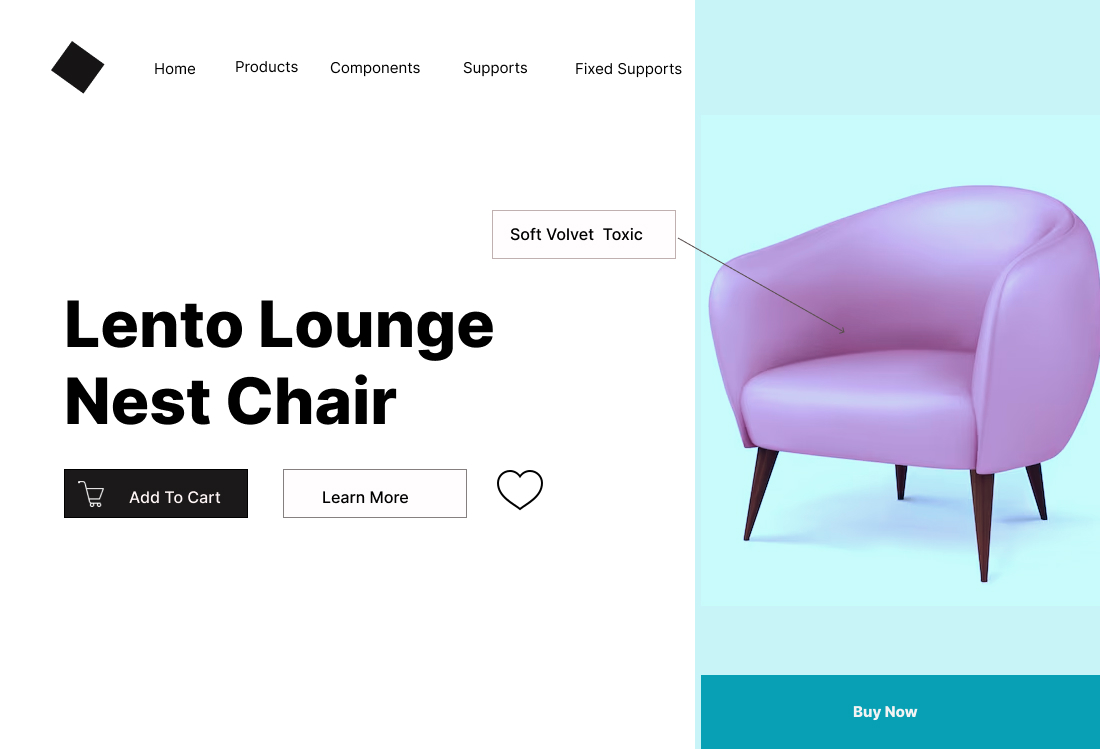 Home Products Components Supports Fixed Supports
Soft Volvet Toxic
Lento Lounge
Nest Chair
Add To Cart
Learn More
Buy Now